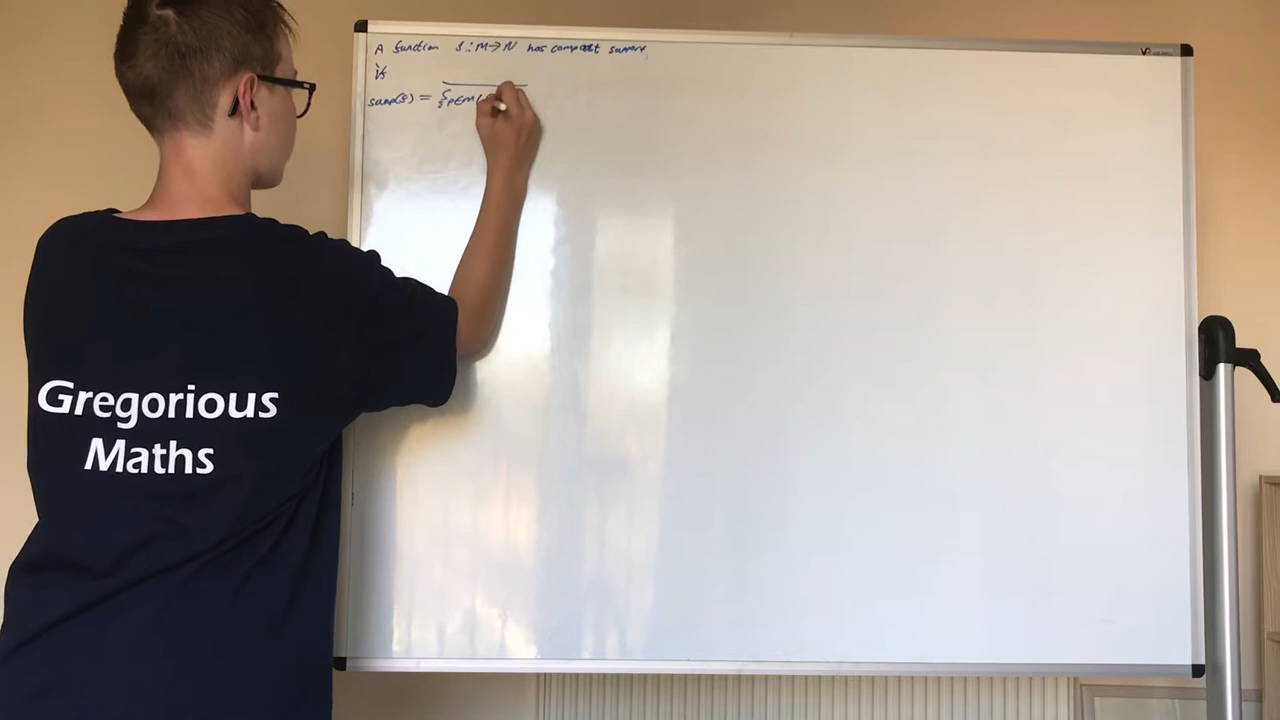 A function f : M → N has compact support,
if
supp(f) = {p∈M |
Gregorious
Maths